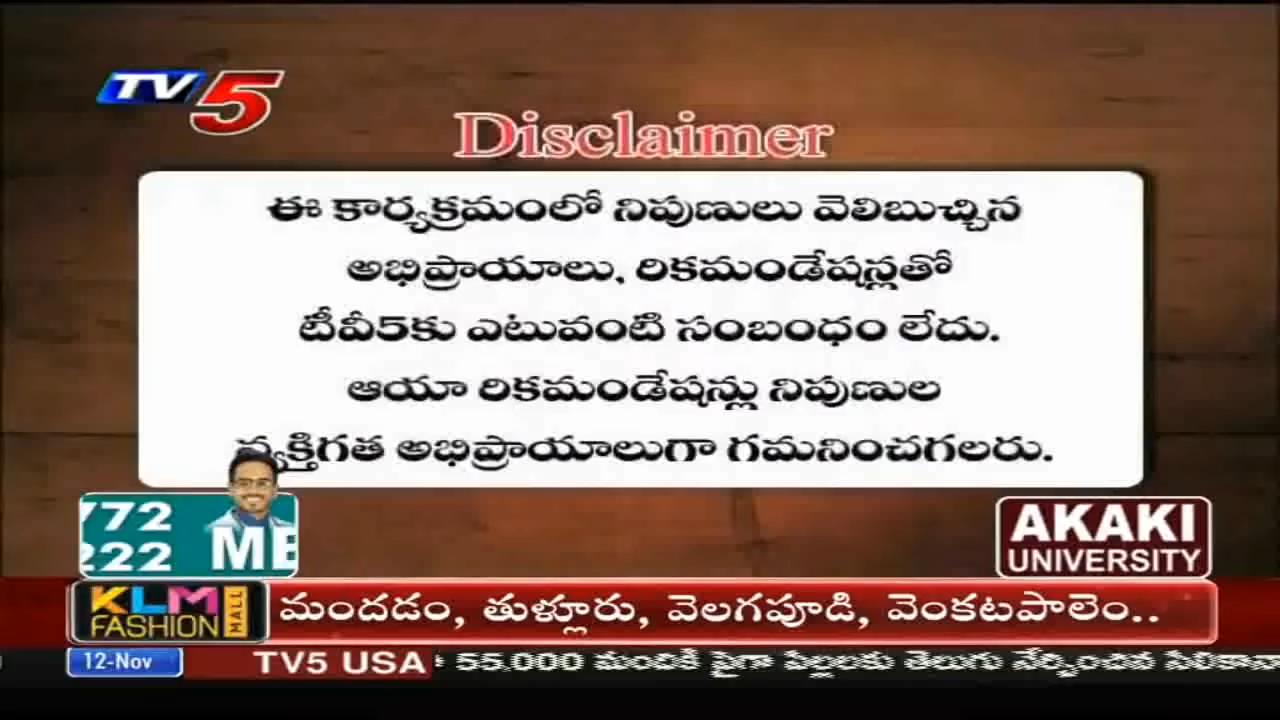 TV5
Disclaimer
ఈ కార్యక్రమంలో నిపుణులు వెలిబుచ్చిన
అభిప్రాయాలు, రికమండేషన్లతో
టీవీ5కు ఎటువంటి సంబంధం లేదు.
ఆయా రికమండేషన్లు నిపుణుల
వ్యక్తిగత అభిప్రాయాలుగా గమనించగలరు.
772
222
AKAKI
UNIVERSITY
KLM
FASHION MALL
మందడం, తుళ్లూరు, వెలగపూడి, వెంకటపాలెం..
12-Nov
TV5 USA
55.000 మందికి పైగా పిల్లలకు తెలుగు నేర్పించిన